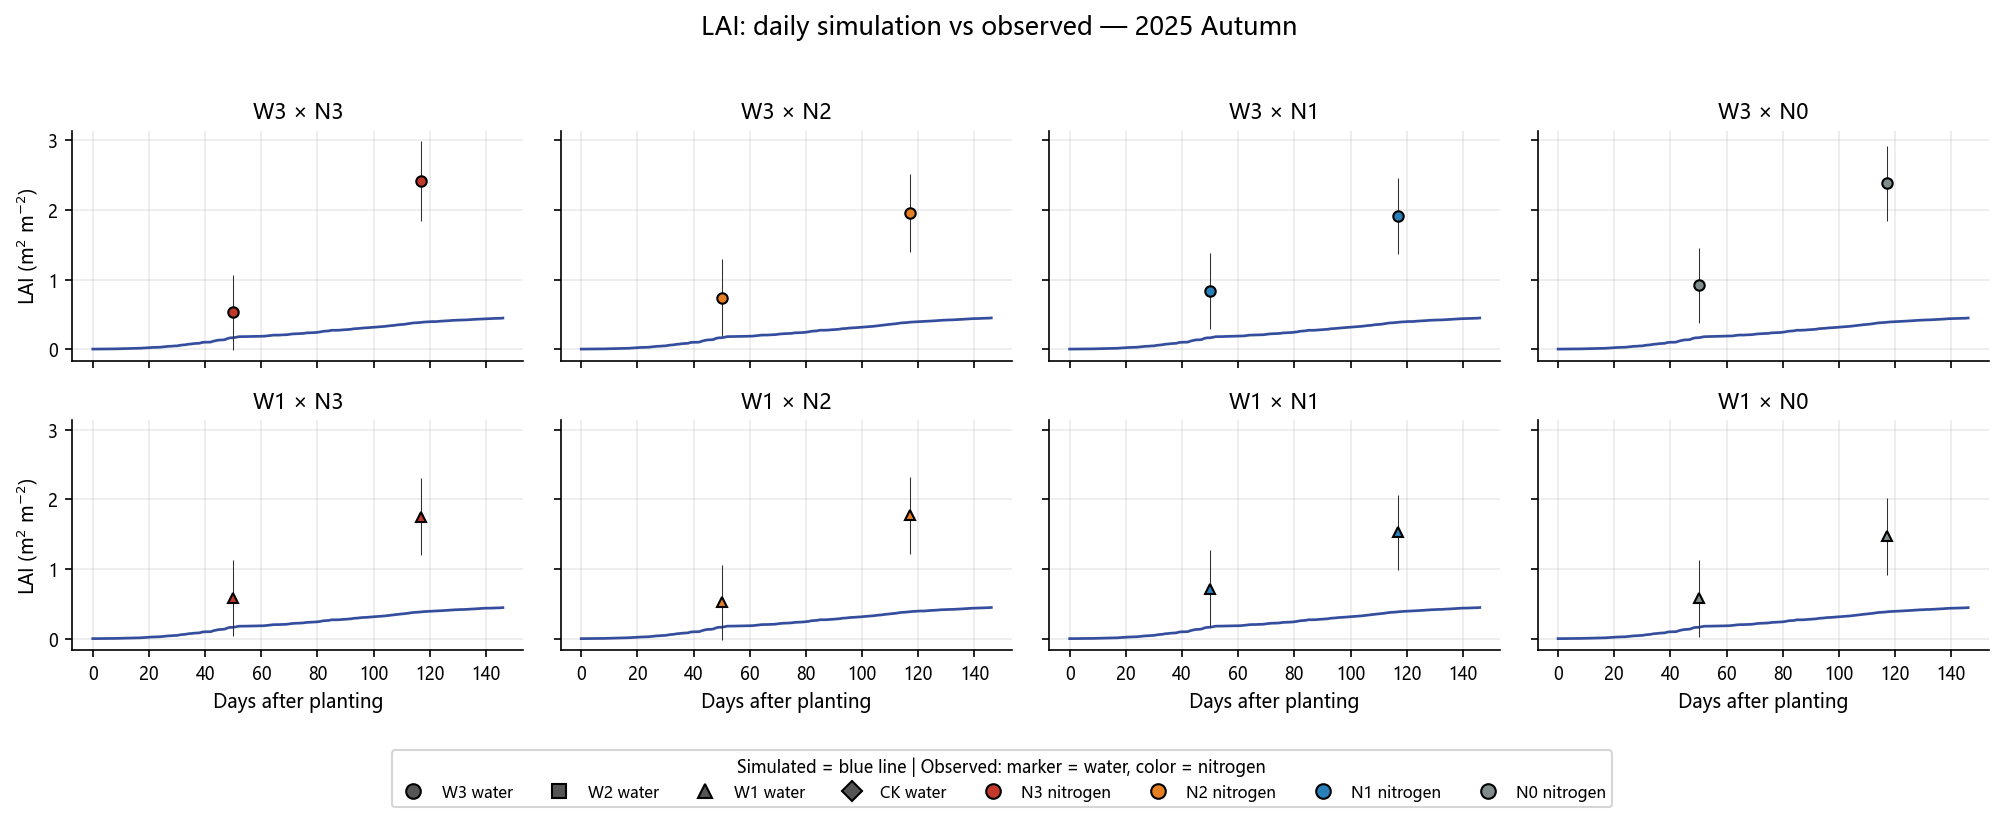 LAI: daily simulation vs observed — 2025 Autumn
W3 × N3
W3 × N2
W3 × N1
W3 × N0
LAI (m² m⁻²)
3
2
1
0
W1 × N3
W1 × N2
W1 × N1
W1 × N0
LAI (m² m⁻²)
3
2
1
0
0 20 40 60 80 100 120 140
0 20 40 60 80 100 120 140
0 20 40 60 80 100 120 140
0 20 40 60 80 100 120 140
Days after planting
Days after planting
Days after planting
Days after planting
Simulated = blue line | Observed: marker = water, color = nitrogen
W3 water W2 water W1 water CK water N3 nitrogen N2 nitrogen N1 nitrogen N0 nitrogen